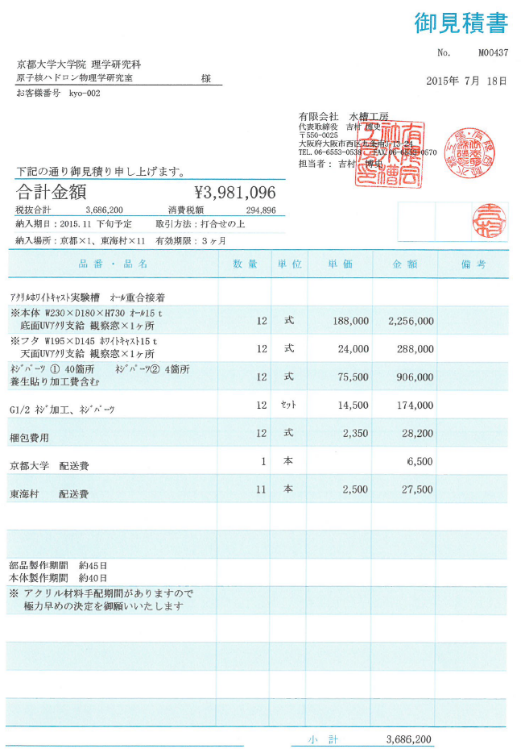 御見積書
No. M00437
京都大学大学院 理学研究科
原子核ハドロン物理学研究室 様
2015年 7月 18日
お客様番号 kyo-002
有限会社 水槽工房
代表取締役 吉村
〒550-0025
大阪府大阪市西区九条南
TEL.06-6553-053
担当者: 吉村
下記の通り御見積り申し上げます。
合計金額 ¥3,981,096
税抜合計 3,686,200 消費税額 294,896
納入期日:2015.11 下旬予定 取引方法:打合せの上
納入場所:京都×1、東海村×11 有効期限:3ヶ月
品番・品名 数量 単位 単価 金額 備考
アクリルホワイトキャスト実験槽 オール重合接着
※本体 W230×D180×H730 オール15t
底面UVアクリ支給 観察窓×1ヶ所 12 式 188,000 2,256,000
※フタ W195×D145 ホワイトキャスト15t
天面UVアクリ支給 観察窓×1ヶ所 12 式 24,000 288,000
ネジパーツ ① 40箇所 ネジパーツ② 4箇所
養生貼り加工費含む 12 式 75,500 906,000
G1/2 ネジ加工、ネジパーツ 12 セット 14,500 174,000
梱包費用 12 式 2,350 28,200
京都大学 配送費 1 本 6,500
東海村 配送費 11 本 2,500 27,500
部品製作期間 約45日
本体製作期間 約40日
※ アクリル材料手配期間がありますので
極力早めの決定を御願いいたします
小計 3,686,200